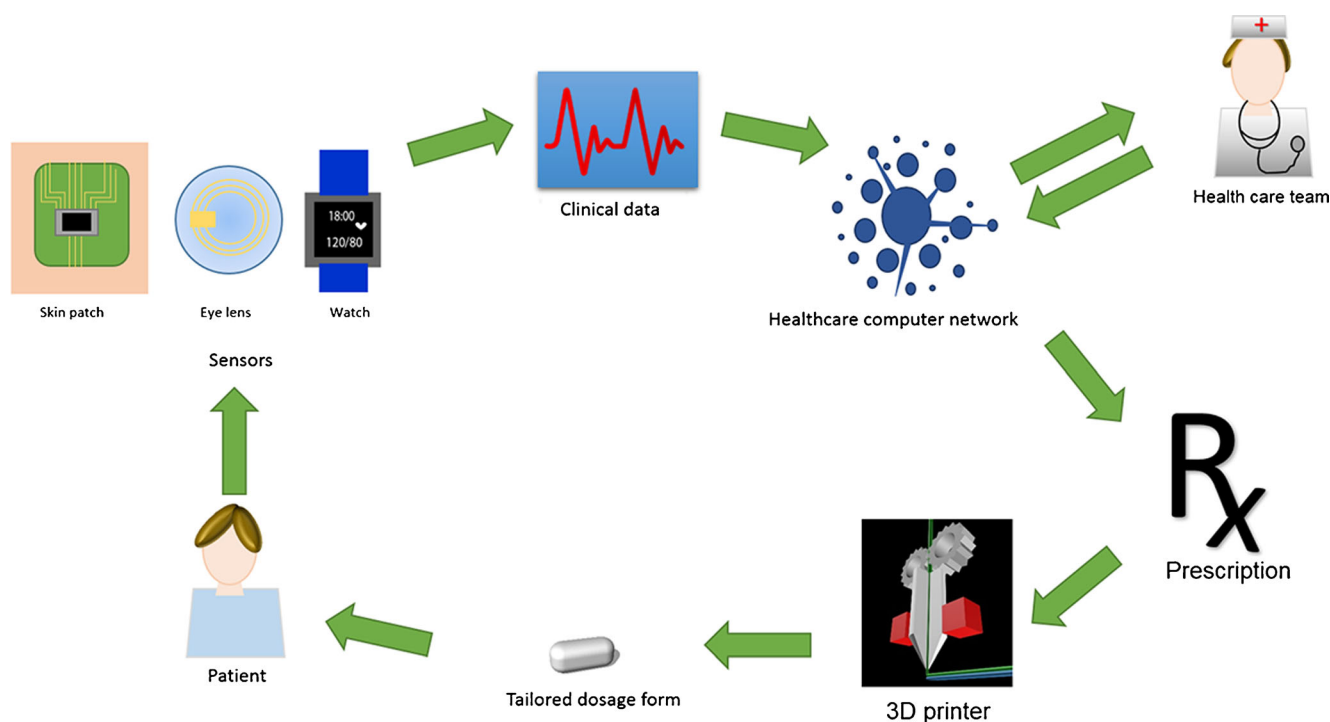 Clinical data
Health care team
18:00
120/80
Skin patch
Eye lens
Watch
Healthcare computer network
Sensors
Rx
Prescription
Patient
Tailored dosage form
3D printer